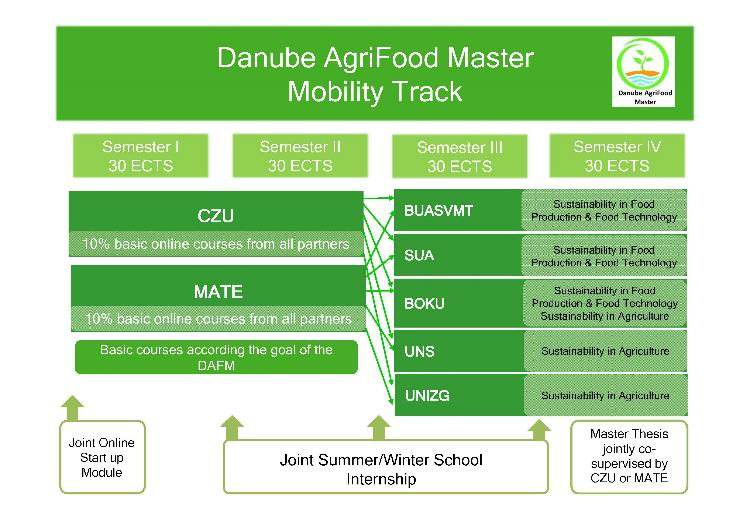 Danube AgriFood Master
Mobility Track
Danube AgriFood
Master
Semester I
30 ECTS
Semester II
30 ECTS
Semester III
30 ECTS
Semester IV
30 ECTS
CZU
10% basic online courses from all partners
MATE
10% basic online courses from all partners
Basic courses according the goal of the
DAFM
BUASVMT
Sustainability in Food
Production & Food Technology
SUA
Sustainability in Food
Production & Food Technology
BOKU
Sustainability in Food
Production & Food Technology
Sustainability in Agriculture
UNS
Sustainability in Agriculture
UNIZG
Sustainability in Agriculture
Joint Online
Start up
Module
Joint Summer/Winter School
Internship
Master Thesis
jointly co-
supervised by
CZU or MATE